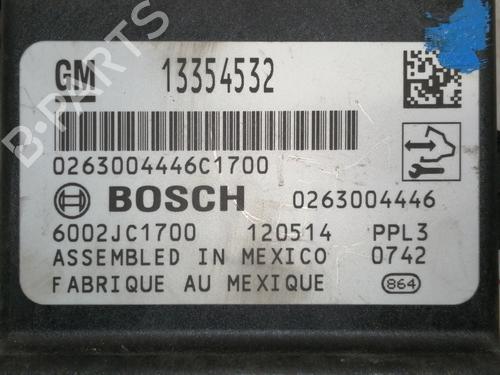 GM 13354532
0263004446C1700
BOSCH 0263004446
6002JC1700 120514 PPL3
ASSEMBLED IN MEXICO 0742
FABRIQUE AU MEXIQUE 864
B-PARTS